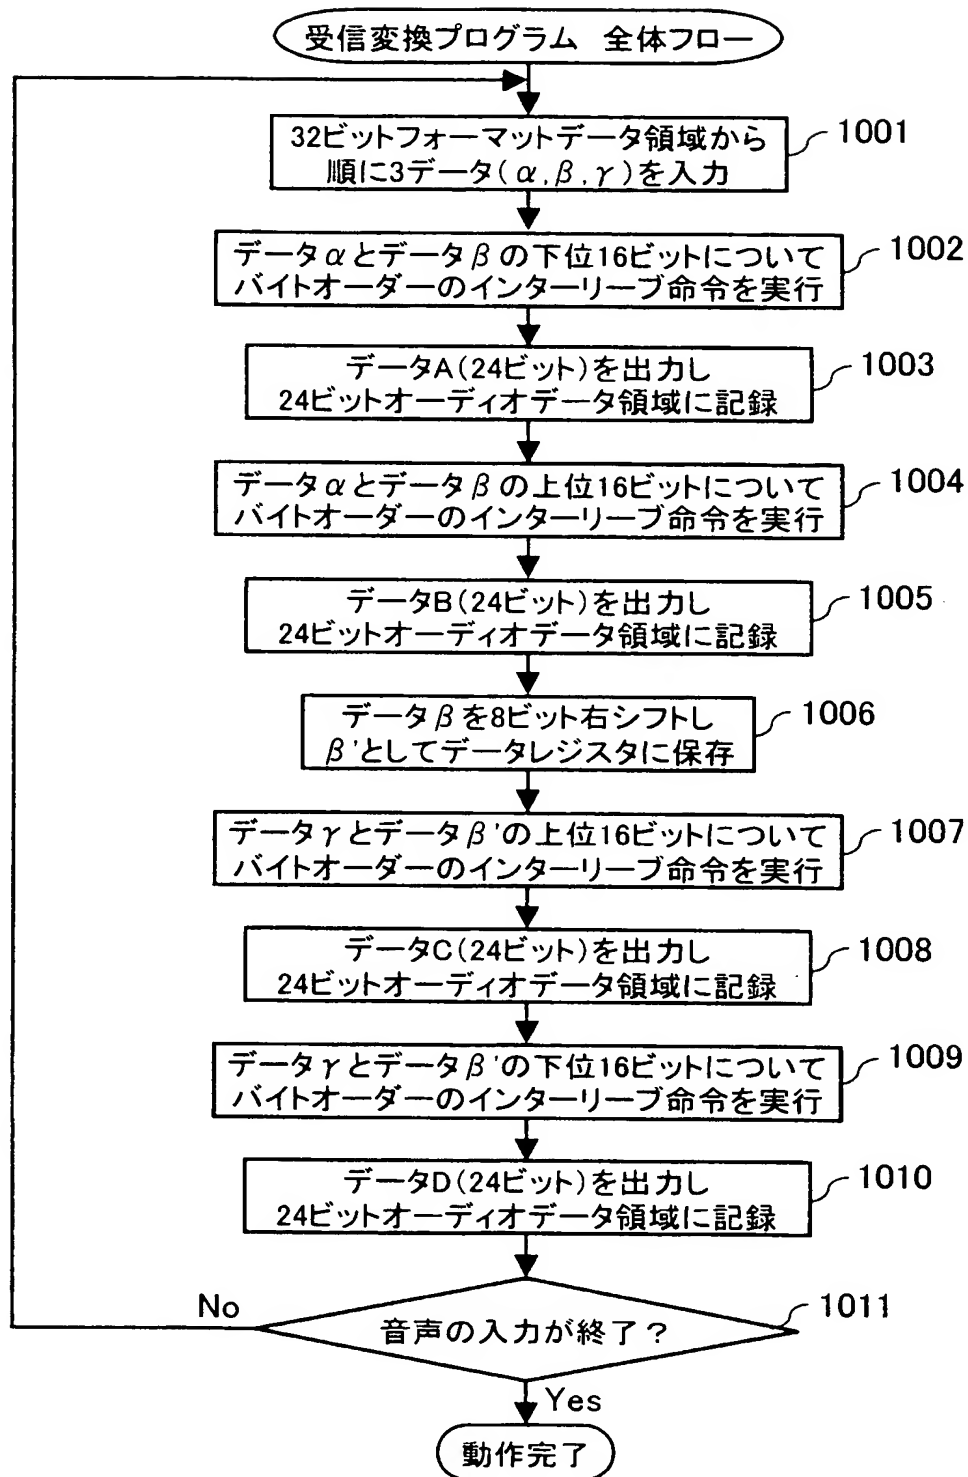 受信変換プログラム 全体フロー
32ビットフォーマットデータ領域から
順に3データ(α,β,γ)を入力
1001
データαとデータβの下位16ビットについて
バイトオーダーのインターリーブ命令を実行
1002
データA(24ビット)を出力し
24ビットオーディオデータ領域に記録
1003
データαとデータβの上位16ビットについて
バイトオーダーのインターリーブ命令を実行
1004
データB(24ビット)を出力し
24ビットオーディオデータ領域に記録
1005
データβを8ビット右シフトし
β'としてデータレジスタに保存
1006
データγとデータβ'の上位16ビットについて
バイトオーダーのインターリーブ命令を実行
1007
データC(24ビット)を出力し
24ビットオーディオデータ領域に記録
1008
データγとデータβ'の下位16ビットについて
バイトオーダーのインターリーブ命令を実行
1009
データD(24ビット)を出力し
24ビットオーディオデータ領域に記録
1010
No
音声の入力が終了?
1011
Yes
動作完了